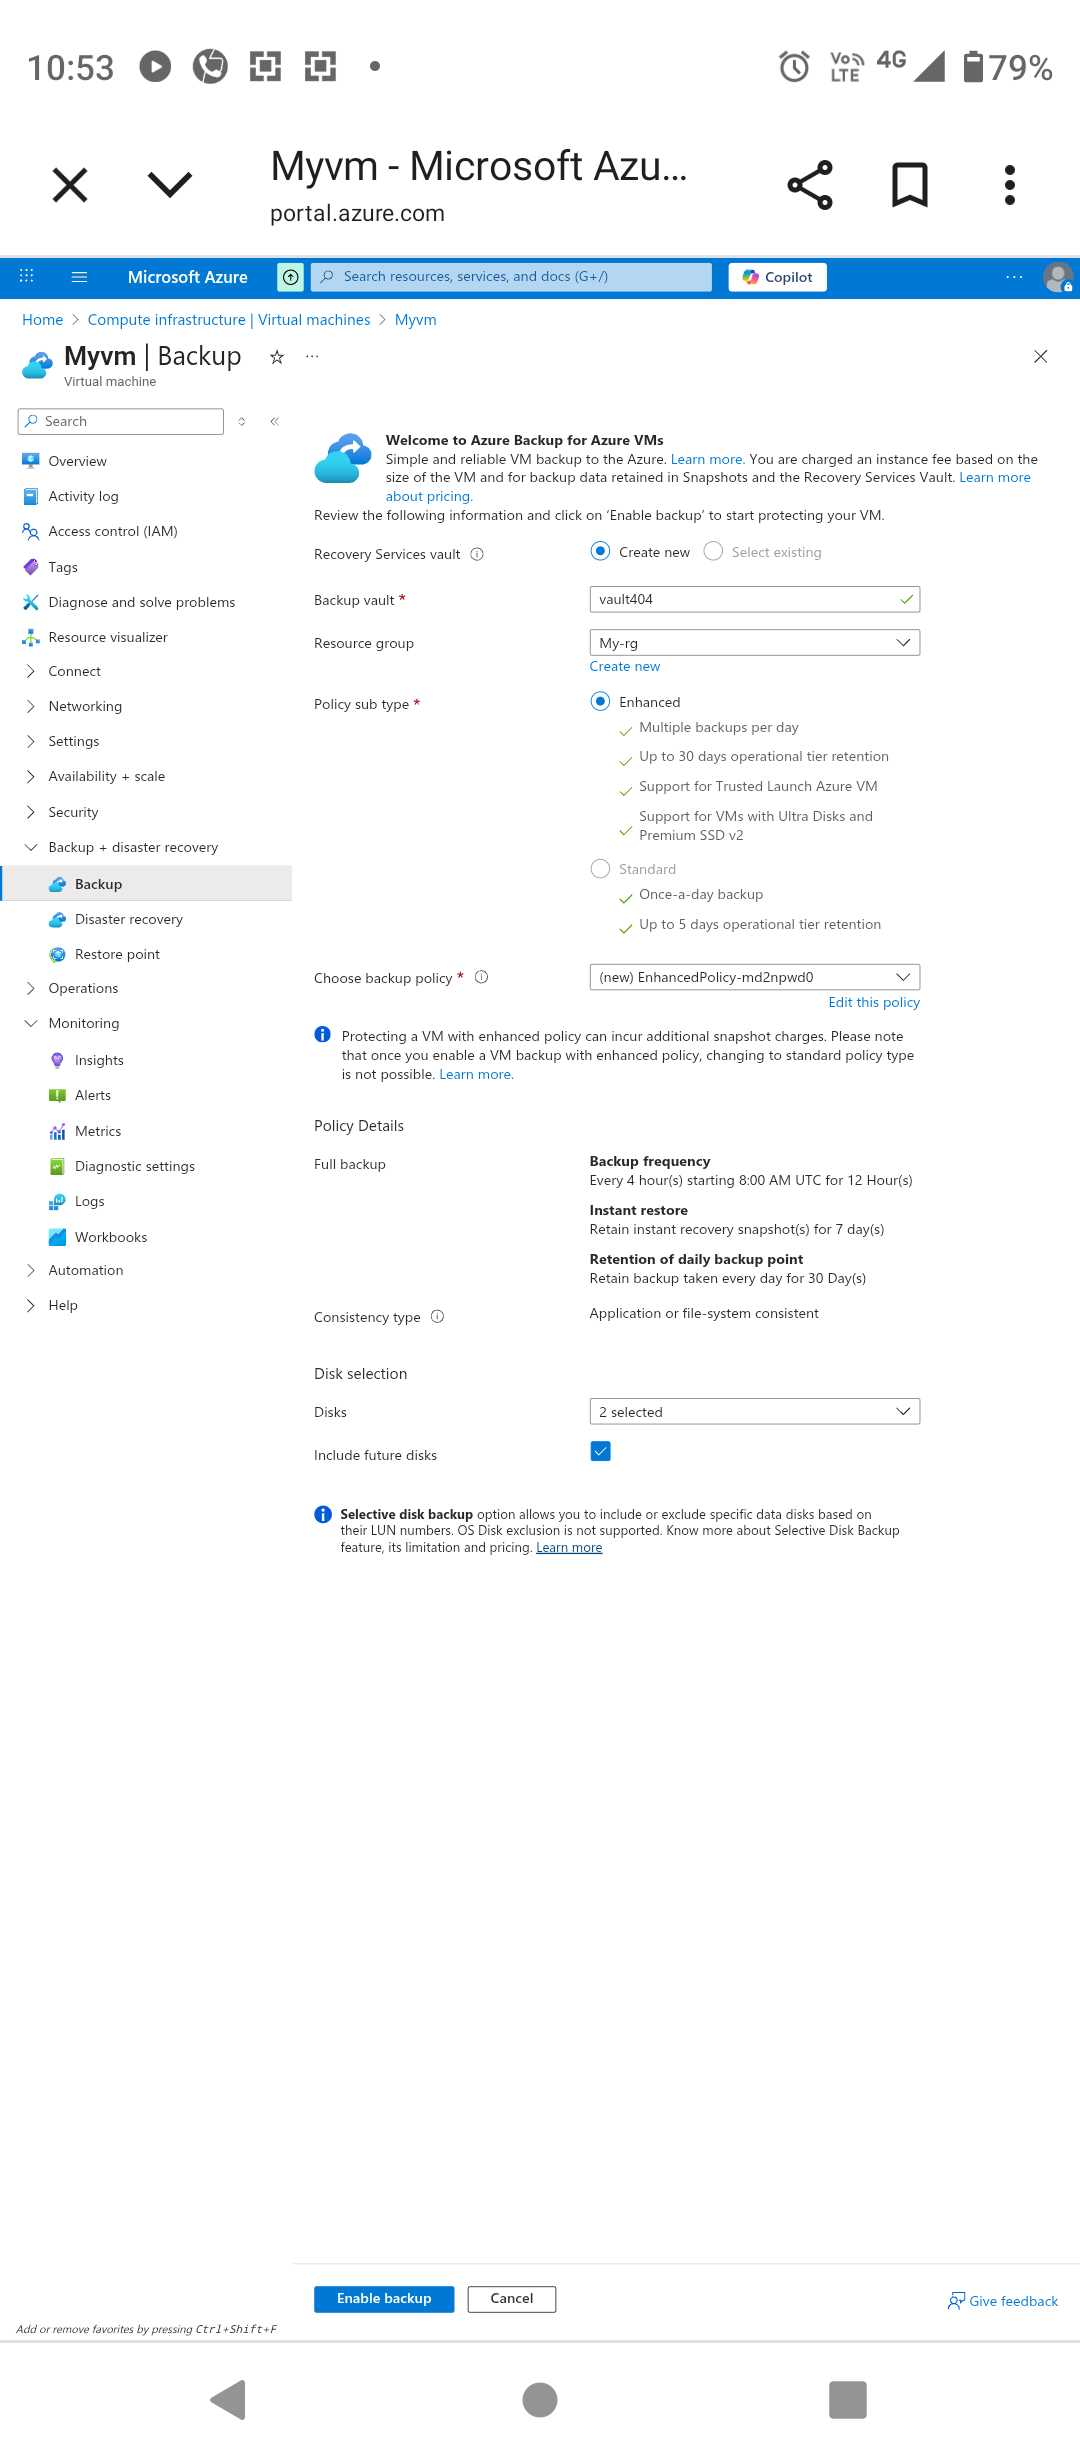 10:53
Vo LTE 4G 79%
Myvm - Microsoft Azu...
portal.azure.com
Microsoft Azure
Search resources, services, and docs (G+/)
Copilot
Home > Compute infrastructure | Virtual machines > Myvm
Myvm | Backup
Virtual machine
Search
Overview
Activity log
Access control (IAM)
Tags
Diagnose and solve problems
Resource visualizer
Connect
Networking
Settings
Availability + scale
Security
Backup + disaster recovery
Backup
Disaster recovery
Restore point
Operations
Monitoring
Insights
Alerts
Metrics
Diagnostic settings
Logs
Workbooks
Automation
Help
Welcome to Azure Backup for Azure VMs
Simple and reliable VM backup to the Azure. Learn more. You are charged an instance fee based on the
size of the VM and for backup data retained in Snapshots and the Recovery Services Vault. Learn more
about pricing.
Review the following information and click on ‘Enable backup’ to start protecting your VM.
Recovery Services vault
Create new
Select existing
Backup vault *
vault404
Resource group
My-rg
Create new
Policy sub type *
Enhanced
Multiple backups per day
Up to 30 days operational tier retention
Support for Trusted Launch Azure VM
Support for VMs with Ultra Disks and
Premium SSD v2
Standard
Once-a-day backup
Up to 5 days operational tier retention
Choose backup policy *
(new) EnhancedPolicy-md2npwd0
Edit this policy
Protecting a VM with enhanced policy can incur additional snapshot charges. Please note
that once you enable a VM backup with enhanced policy, changing to standard policy type
is not possible. Learn more.
Policy Details
Full backup
Backup frequency
Every 4 hour(s) starting 8:00 AM UTC for 12 Hour(s)
Instant restore
Retain instant recovery snapshot(s) for 7 day(s)
Retention of daily backup point
Retain backup taken every day for 30 Day(s)
Consistency type
Application or file-system consistent
Disk selection
Disks
2 selected
Include future disks
Selective disk backup option allows you to include or exclude specific data disks based on
their LUN numbers. OS Disk exclusion is not supported. Know more about Selective Disk Backup
feature, its limitation and pricing. Learn more
Enable backup
Cancel
Give feedback
Add or remove favorites by pressing Ctrl+Shift+F